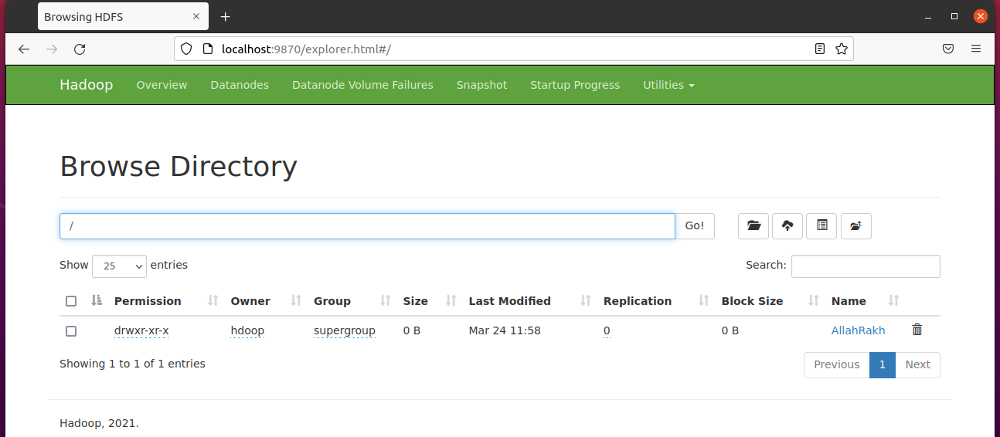 Browsing HDFS
localhost:9870/explorer.html#/
Hadoop Overview Datanodes Datanode Volume Failures Snapshot Startup Progress Utilities
Browse Directory
/ Go!
Show 25 entries Search:
Permission Owner Group Size Last Modified Replication Block Size Name
drwxr-xr-x hdoop supergroup 0 B Mar 24 11:58 0 0 B AllahRakh
Showing 1 to 1 of 1 entries Previous 1 Next
Hadoop, 2021.